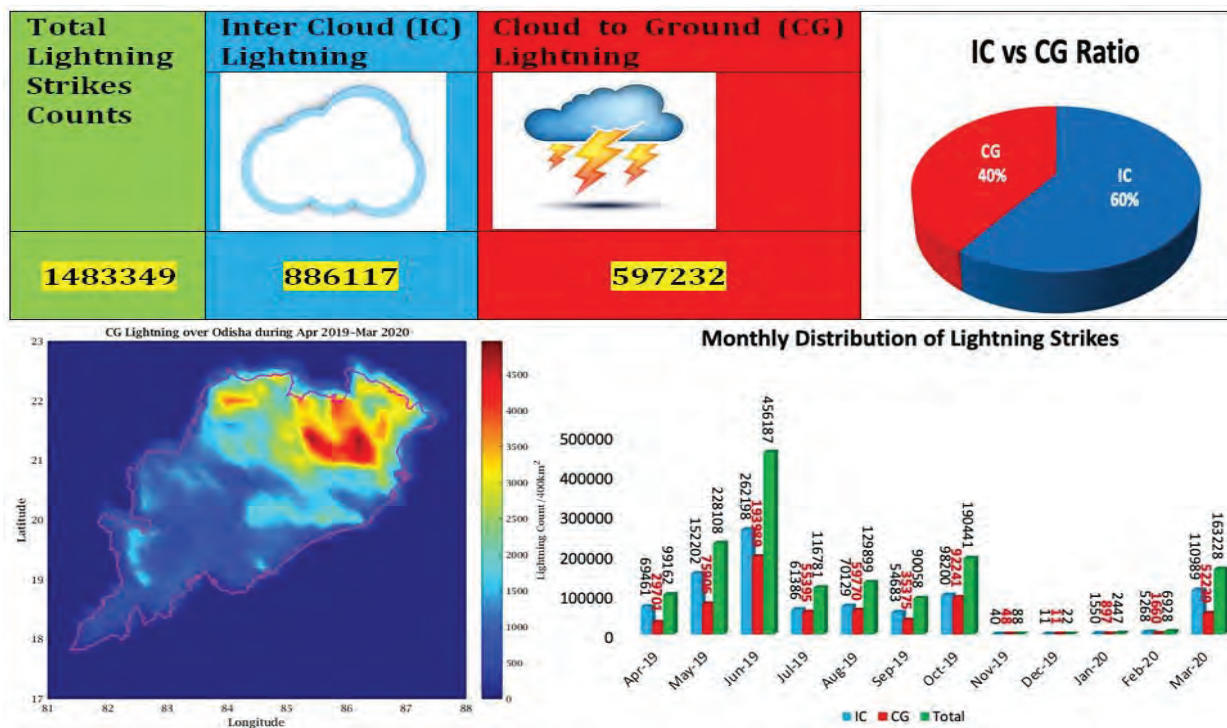 Total Lightning Strikes Counts
Inter Cloud (IC) Lightning
Cloud to Ground (CG) Lightning
1483349
886117
597232
IC vs CG Ratio
CG
40%
IC
60%
CG Lightning over Odisha during Apr 2019-Mar 2020
23
22
21
20
19
18
17
Latitude
81
82
83
84
85
86
87
88
Longitude
4500
4000
3500
3000
2500
2000
1500
1000
500
0
Lightning Count/400km²
Monthly Distribution of Lightning Strikes
500000
400000
300000
200000
100000
0
69461
29701
99162
152202
75906
228108
262198
193989
456187
61386
55395
116781
70129
59770
129899
54683
35375
90058
98200
92241
190441
40
48
88
11
11
22
1550
897
2447
5268
1660
6928
110989
52239
163228
Apr-19
May-19
Jun-19
Jul-19
Aug-19
Sep-19
Oct-19
Nov-19
Dec-19
Jan-20
Feb-20
Mar-20
IC
CG
Total